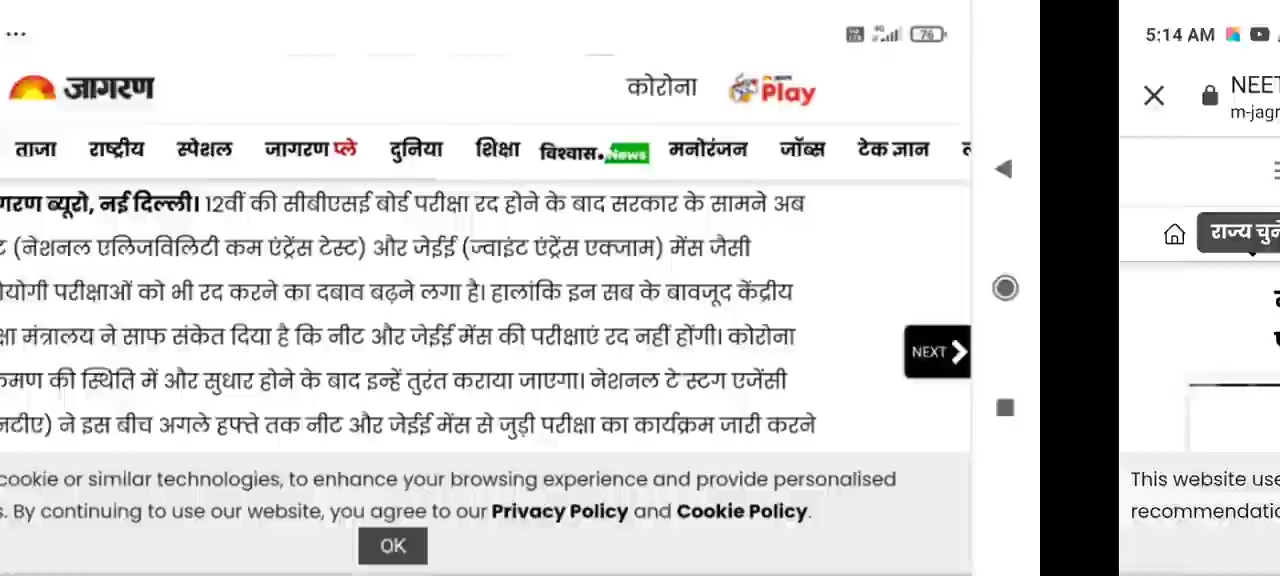 ...
76
जागरण
कोरोना
Play
ताजा राष्ट्रीय स्पेशल जागरण प्ले दुनिया शिक्षा विश्वास.News मनोरंजन जॉब्स टेक ज्ञान
गरण ब्यूरो, नई दिल्ली। 12वीं की सीबीएसई बोर्ड परीक्षा रद होने के बाद सरकार के सामने अब
(नेशनल एलिजविलिटी कम एंट्रेंस टेस्ट) और जेईई (ज्वाइंट एंट्रेंस एक्जाम) मेंस जैसी
योगी परीक्षाओं को भी रद करने का दबाव बढ़ने लगा है। हालांकि इन सब के बावजूद केंद्रीय
क्षा मंत्रालय ने साफ संकेत दिया है कि नीट और जेईई मेंस की परीक्षाएं रद नहीं होंगी। कोरोना
क्रमण की स्थिति में और सुधार होने के बाद इन्हें तुरंत कराया जाएगा। नेशनल टेस्टिग एजेंसी
नटीए) ने इस बीच अगले हफ्ते तक नीट और जेईई मेंस से जुड़ी परीक्षा का कार्यक्रम जारी करने
NEXT
cookie or similar technologies, to enhance your browsing experience and provide personalised
s. By continuing to use our website, you agree to our Privacy Policy and Cookie Policy.
OK
5:14 AM
NEET
m-jagr
राज्य चुने
This website use
recommendatio